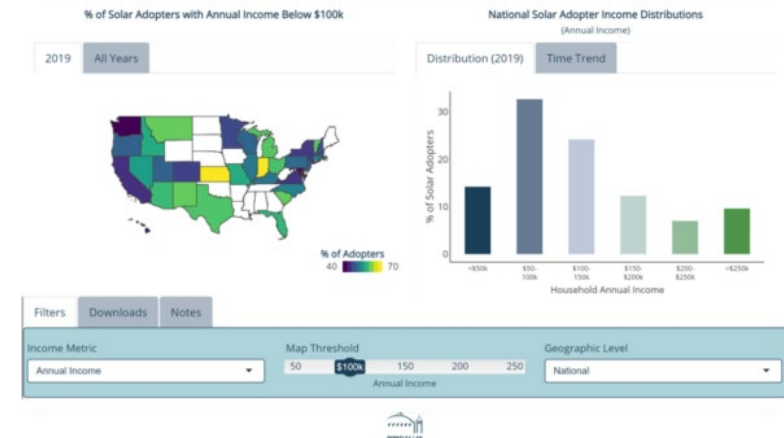 % of Solar Adopters with Annual Income Below $100k
2019
All Years
% of Adopters
40
70
National Solar Adopter Income Distributions
(Annual Income)
Distribution (2019)
Time Trend
% of Solar Adopters
30
20
10
0
<$50k
$50-
100k
$100-
150k
$150-
$200k
$200-
$250k
>$250k
Household Annual Income
Filters
Downloads
Notes
Income Metric
Annual Income
Map Threshold
50
$100k
150
200
250
Annual Income
Geographic Level
National